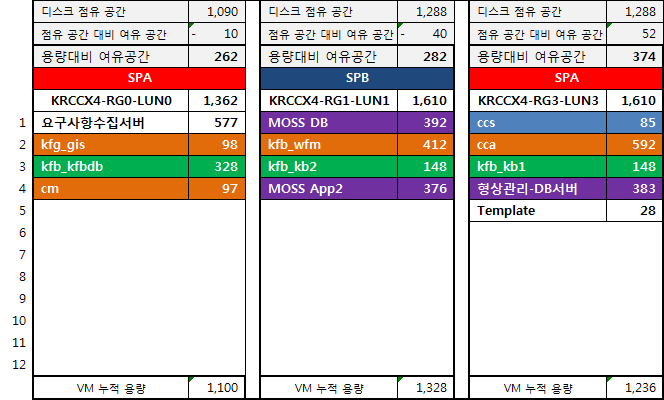 디스크 점유 공간 1,090 디스크 점유 공간 1,288 디스크 점유 공간 1,288
점유 공간 대비 여유 공간 - 10 점유 공간 대비 여유 공간 - 40 점유 공간 대비 여유 공간 52
용량대비 여유공간 262 용량대비 여유공간 282 용량대비 여유공간 374
SPA SPB SPA
KRCCX4-RG0-LUN0 1,362 KRCCX4-RG1-LUN1 1,610 KRCCX4-RG3-LUN3 1,610
1 요구사항수집서버 577 MOSS DB 392 ccs 85
2 kfg_gis 98 kfb_wfm 412 cca 592
3 kfb_kfbdb 328 kfb_kb2 148 kfb_kb1 148
4 cm 97 MOSS App2 376 형상관리-DB서버 383
5 Template 28
6
7
8
9
10
11
12
VM 누적 용량 1,100 VM 누적 용량 1,328 VM 누적 용량 1,236